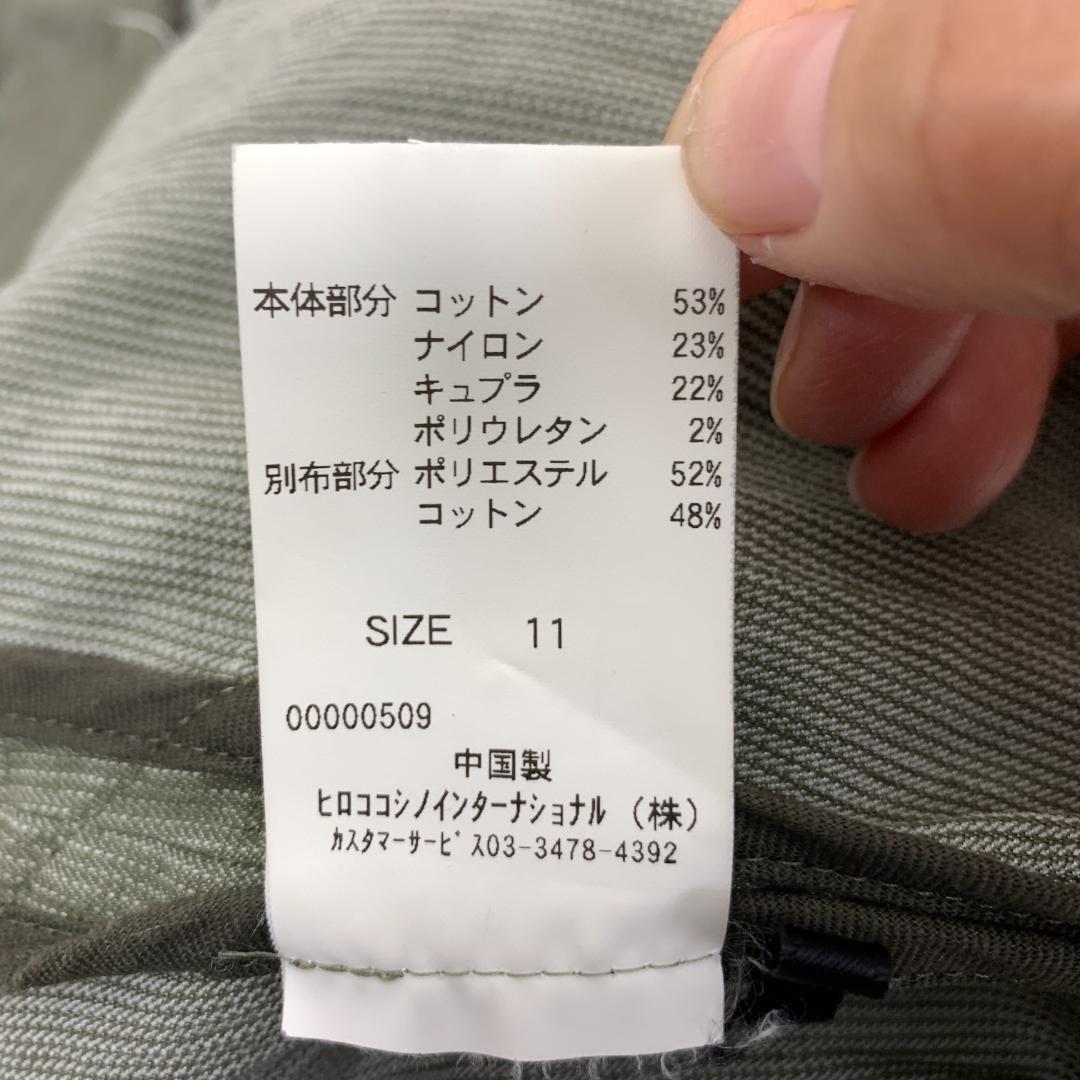 本体部分 コットン 53%
ナイロン 23%
キュプラ 22%
ポリウレタン 2%
別布部分 ポリエステル 52%
コットン 48%
SIZE 11
00000509
中国製
ヒロココシノインターナショナル (株)
カスタマーサービス03-3478-4392